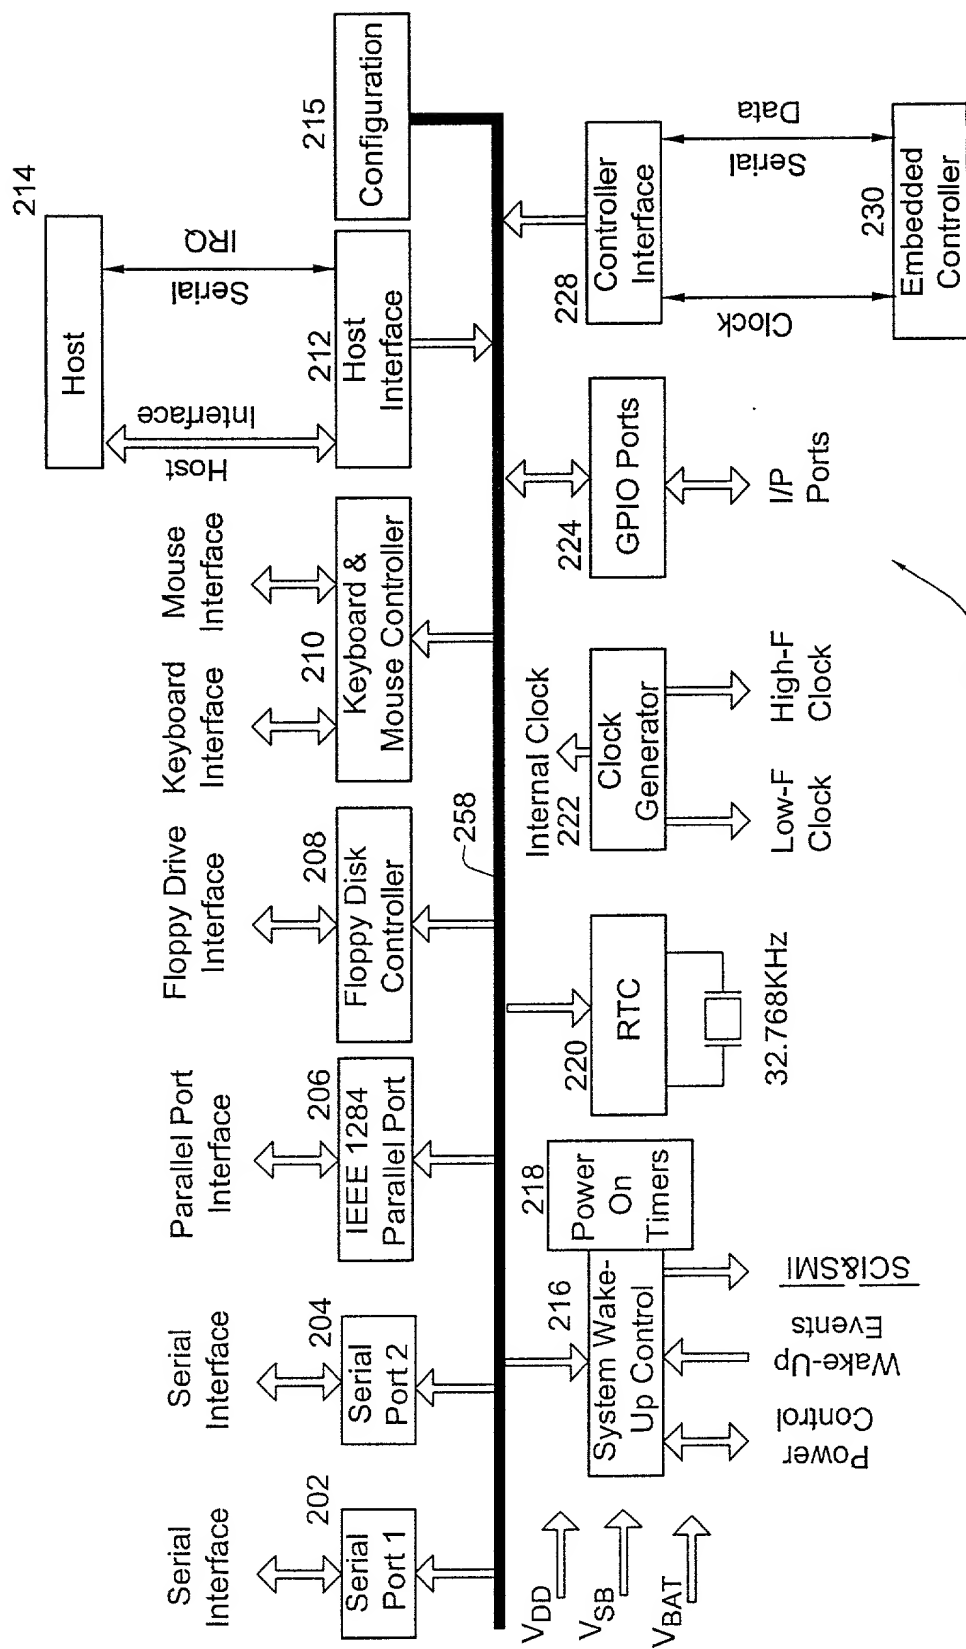 214
Host
Host
Interface
Serial
IRQ
Serial
Interface
Serial
Interface
Parallel Port
Interface
Floppy Drive
Interface
Keyboard
Interface
Mouse
Interface
202
Serial
Port 1
204
Serial
Port 2
206
IEEE 1284
Parallel Port
208
Floppy Disk
Controller
210
Keyboard &
Mouse Controller
212
Host
Interface
215
Configuration
258
V_DD
V_SB
V_BAT
216
System Wake-
Up Control
218
Power
On
Timers
220
RTC
Internal Clock
222
Clock
Generator
224
GPIO Ports
228
Controller
Interface
Power
Control
Wake-Up
Events
SCI&SMI
32.768KHz
Low-F
Clock
High-F
Clock
I/P
Ports
Clock
Serial
Data
230
Embedded
Controller